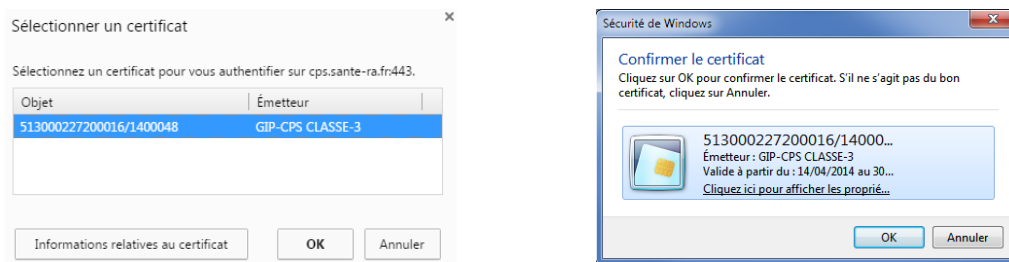 Sélectionner un certificat
Sélectionnez un certificat pour vous authentifier sur cps.sante-ra.fr:443.
Objet Émetteur
513000227200016/1400048 GIP-CPS CLASSE-3
Informations relatives au certificat OK Annuler
Sécurité de Windows
Confirmer le certificat
Cliquez sur OK pour confirmer le certificat. S'il ne s'agit pas du bon
certificat, cliquez sur Annuler.
513000227200016/14000...
Émetteur : GIP-CPS CLASSE-3
Valide à partir du : 14/04/2014 au 30...
Cliquez ici pour afficher les proprié...
OK Annuler